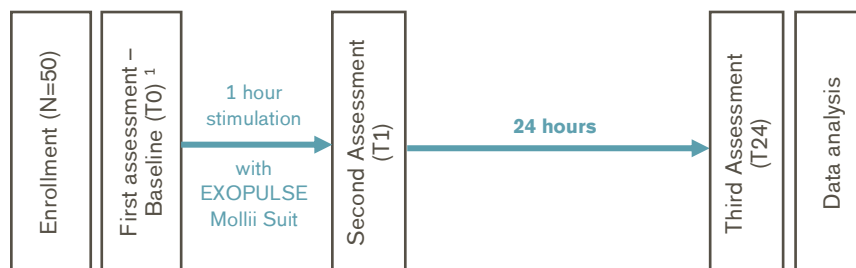 Enrollment (N=50)
First assessment –
Baseline (T0) 1
1 hour
stimulation
with
EXOPULSE
Mollii Suit
Second Assessment
(T1)
24 hours
Third Assessment
(T24)
Data analysis